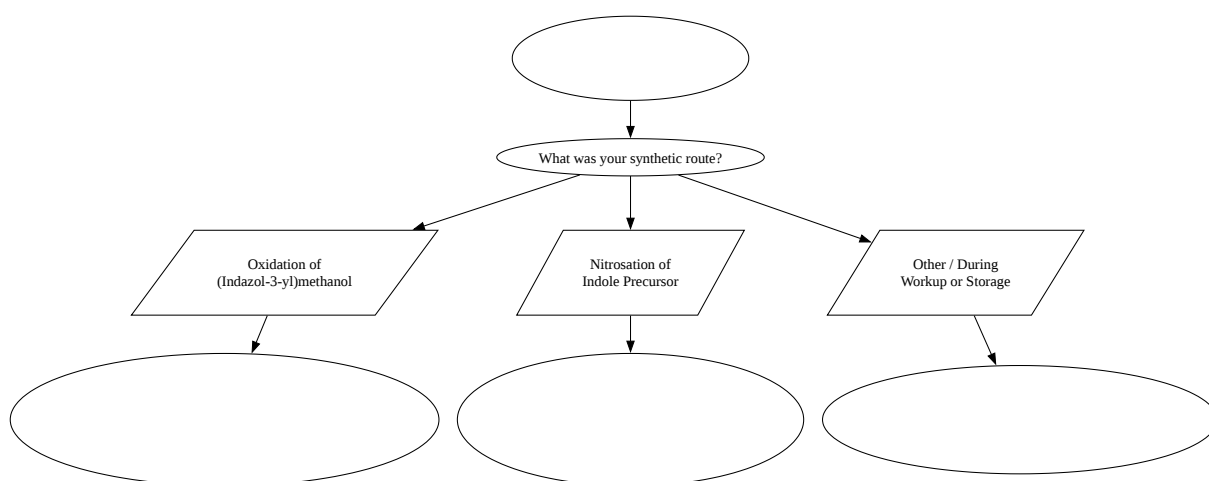 What was your synthetic route?
Oxidation of
(Indazol-3-yl)methanol
Nitrosation of
Indole Precursor
Other / During
Workup or Storage